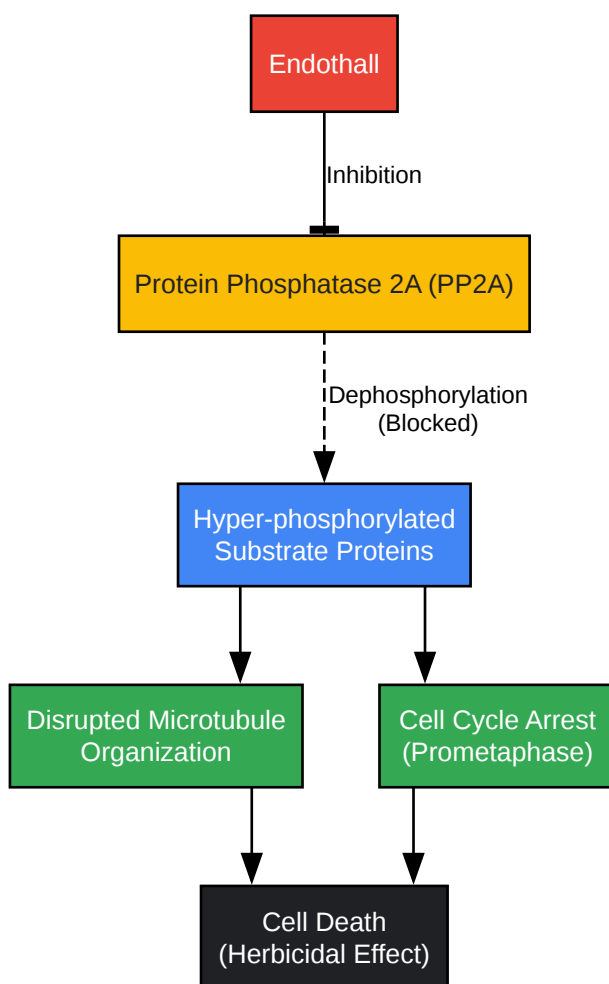 Endothall
Inhibition
Protein Phosphatase 2A (PP2A)
Dephosphorylation
(Blocked)
Hyper-phosphorylated
Substrate Proteins
Disrupted Microtubule
Organization
Cell Cycle Arrest
(Prometaphase)
Cell Death
(Herbicidal Effect)